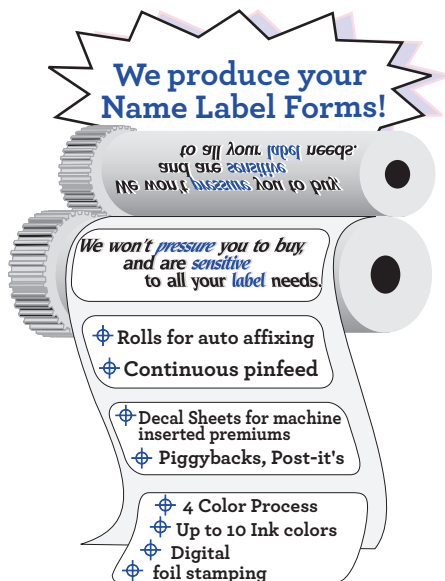 We produce your
Name Label Forms!
to all your label needs.
and are sensitive
We won't pressure you to buy
We won't pressure you to buy,
and are sensitive
to all your label needs.
Rolls for auto affixing
Continuous pinfeed
Decal Sheets for machine
inserted premiums
Piggybacks, Post-it's
4 Color Process
Up to 10 Ink colors
Digital
foil stamping